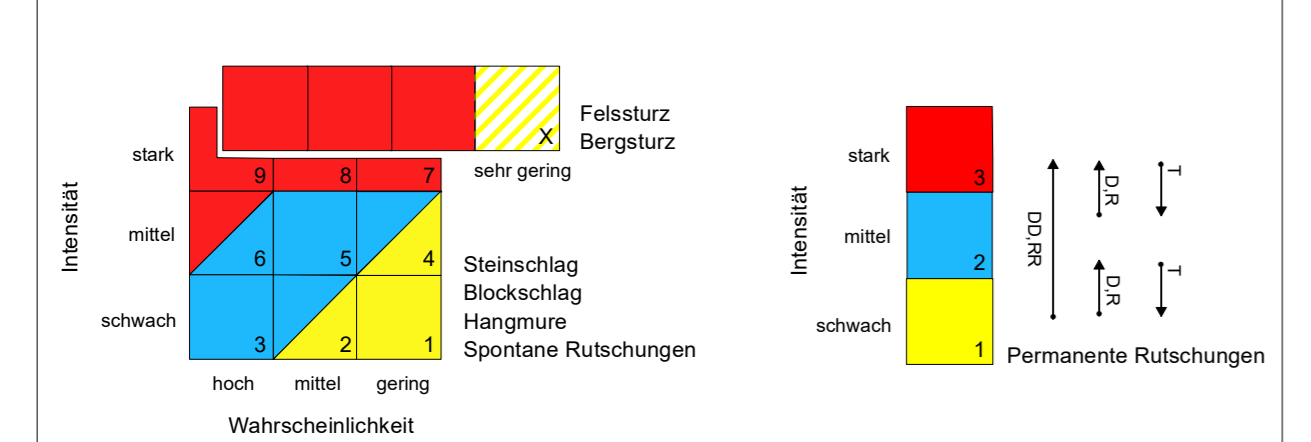 X
Felssturz
Bergsturz
sehr gering
Intensität
stark
mittel
schwach
9 8 7
6 5 4
3 2 1
Steinschlag
Blockschlag
Hangmure
Spontane Rutschungen
hoch mittel gering
Wahrscheinlichkeit
Intensität
stark
mittel
schwach
3
2
1
DD,RR
D,R
T
D,R
T
Permanente Rutschungen